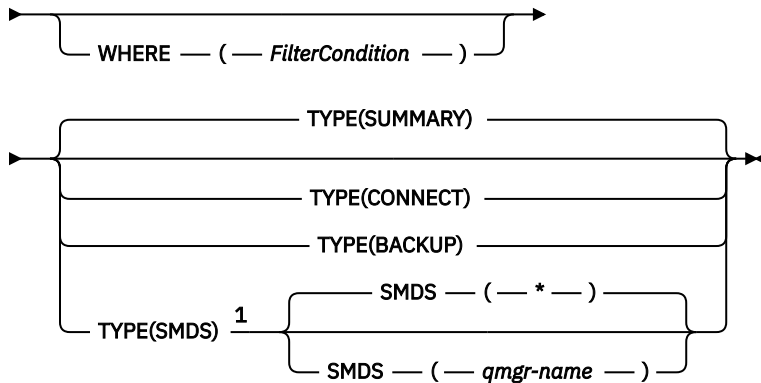 WHERE ( FilterCondition )
TYPE(SUMMARY)
TYPE(CONNECT)
TYPE(BACKUP)
SMDS ( * )
TYPE(SMDS) 1
SMDS ( qmgr-name )